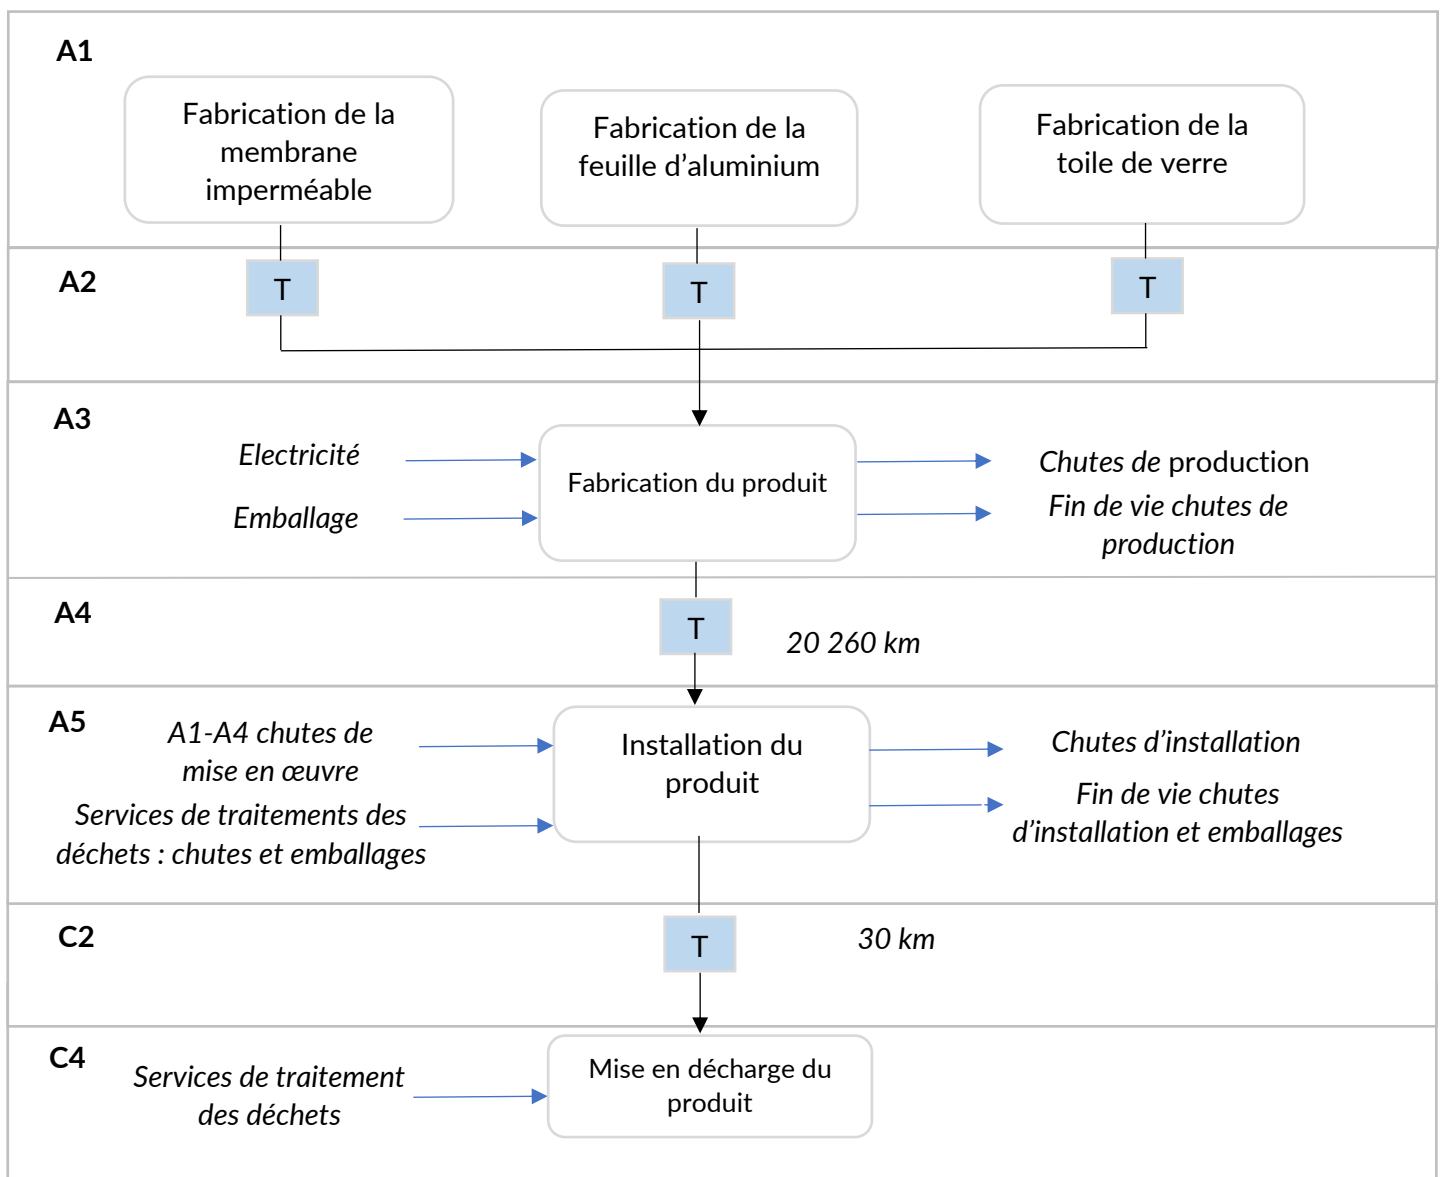 A1
Fabrication de la
membrane
imperméable
Fabrication de la
feuille d’aluminium
Fabrication de la
toile de verre
A2
T
T
T
A3
Electricité
Emballage
Fabrication du produit
Chutes de production
Fin de vie chutes de
production
A4
T
20 260 km
A5
A1-A4 chutes de
mise en œuvre
Services de traitements des
déchets : chutes et emballages
Installation du
produit
Chutes d’installation
Fin de vie chutes
d’installation et emballages
C2
T
30 km
C4
Services de traitement
des déchets
Mise en décharge du
produit